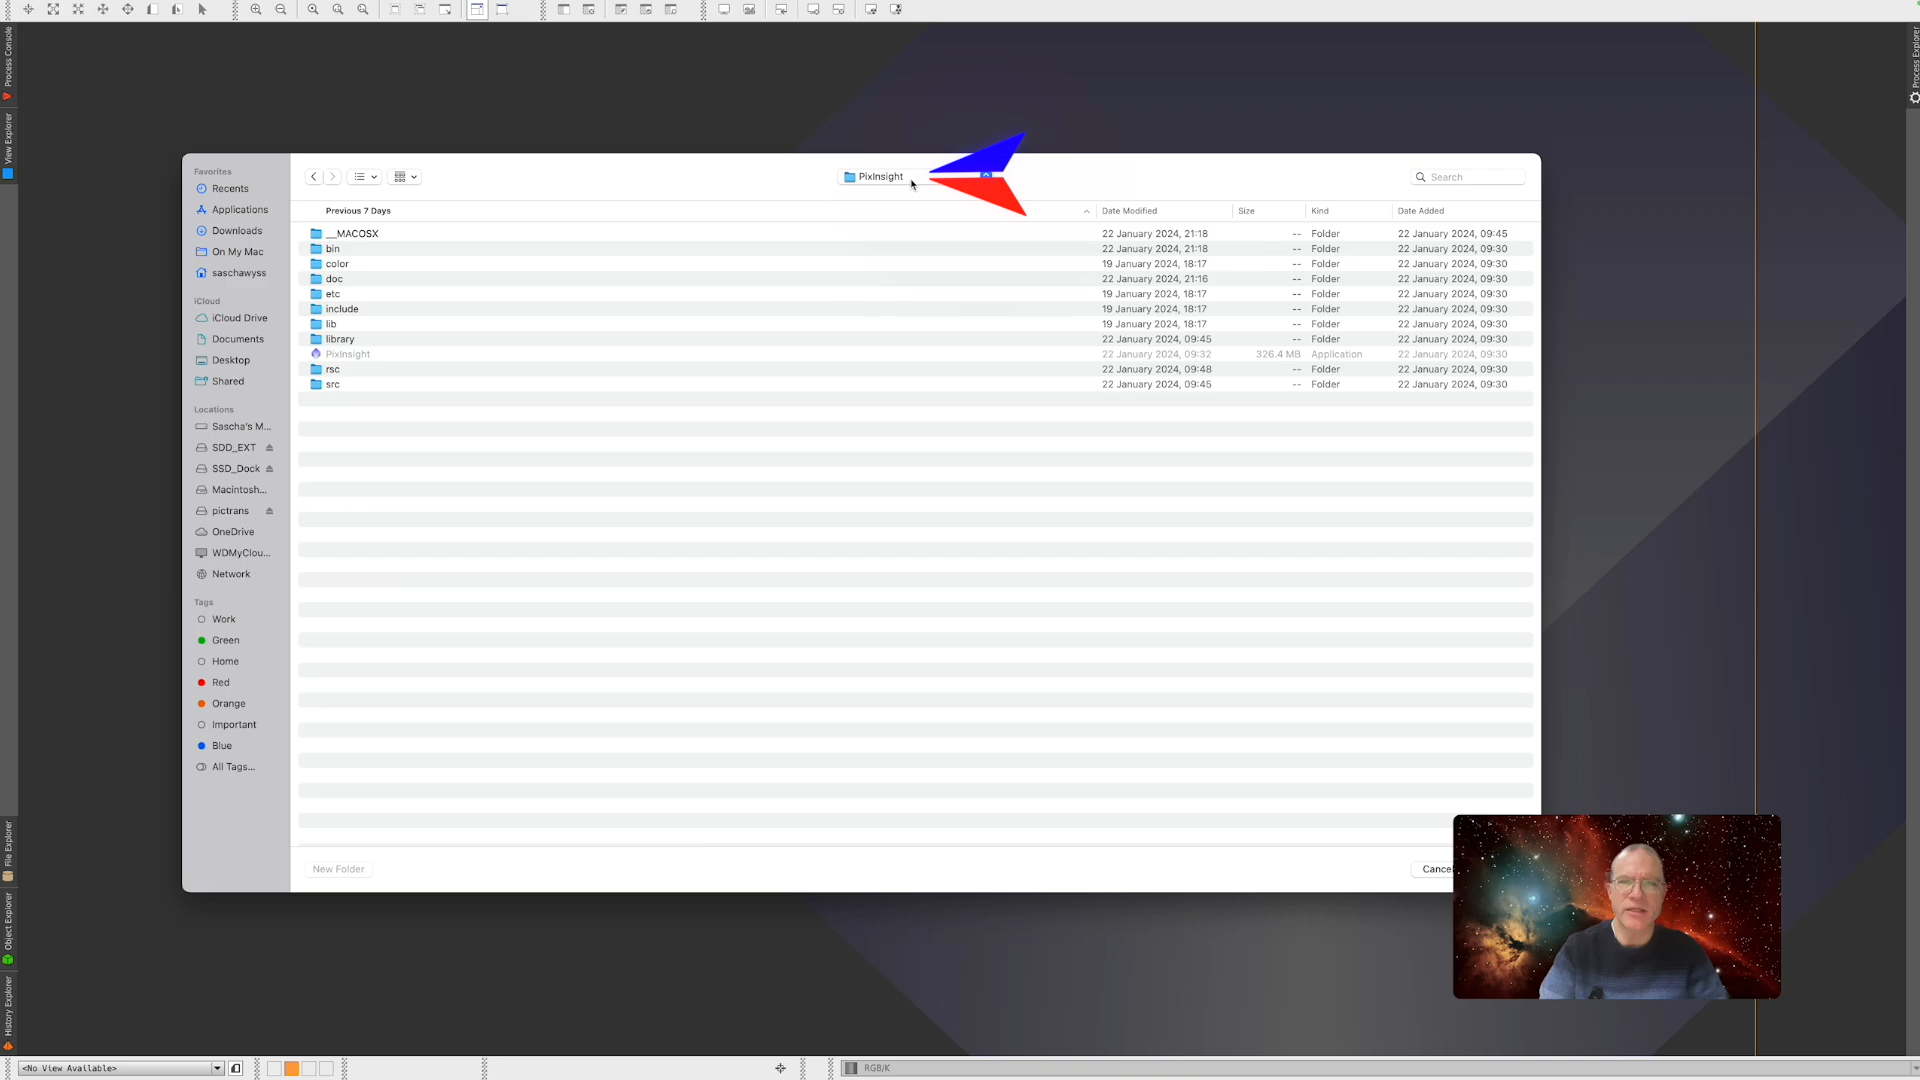 Process Console
View Explorer
File Explorer
Object Explorer
History Explorer
Process Explorer
Favorites
Recents
Applications
Downloads
On My Mac
saschawyss
iCloud
iCloud Drive
Documents
Desktop
Shared
Locations
Sascha's M...
SDD_EXT
SSD_Dock
Macintosh...
pictrans
OneDrive
WDMyClou...
Network
Tags
Work
Green
Home
Red
Orange
Important
Blue
All Tags...
PixInsight
Search
Previous 7 Days Date Modified Size Kind Date Added
__MACOSX 22 January 2024, 21:18 -- Folder 22 January 2024, 09:45
bin 22 January 2024, 21:18 -- Folder 22 January 2024, 09:30
color 19 January 2024, 18:17 -- Folder 22 January 2024, 09:30
doc 22 January 2024, 21:16 -- Folder 22 January 2024, 09:30
etc 19 January 2024, 18:17 -- Folder 22 January 2024, 09:30
include 19 January 2024, 18:17 -- Folder 22 January 2024, 09:30
lib 19 January 2024, 18:17 -- Folder 22 January 2024, 09:30
library 22 January 2024, 09:45 -- Folder 22 January 2024, 09:30
PixInsight 22 January 2024, 09:32 326.4 MB Application 22 January 2024, 09:30
rsc 22 January 2024, 09:48 -- Folder 22 January 2024, 09:30
src 22 January 2024, 09:45 -- Folder 22 January 2024, 09:30
New Folder
Cancel
<No View Available>
RGB/K